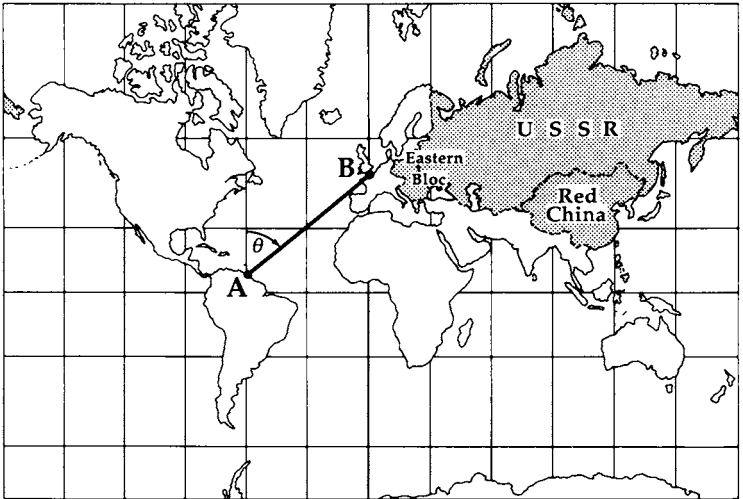 U S S R
B
Eastern
Bloc
Red
China
θ
A